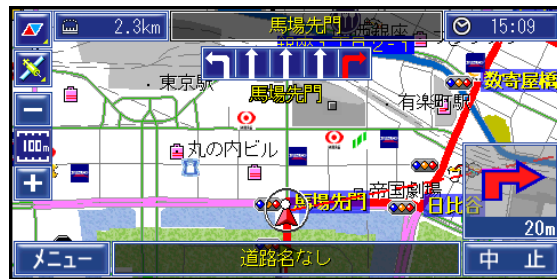 2.3km
馬場先門
15:09
東京駅
馬場先門
有楽町駅
数寄屋橋
100m
丸の内ビル
帝国劇場
馬場先門
日比谷
20m
メニュー
道路名なし
中 止